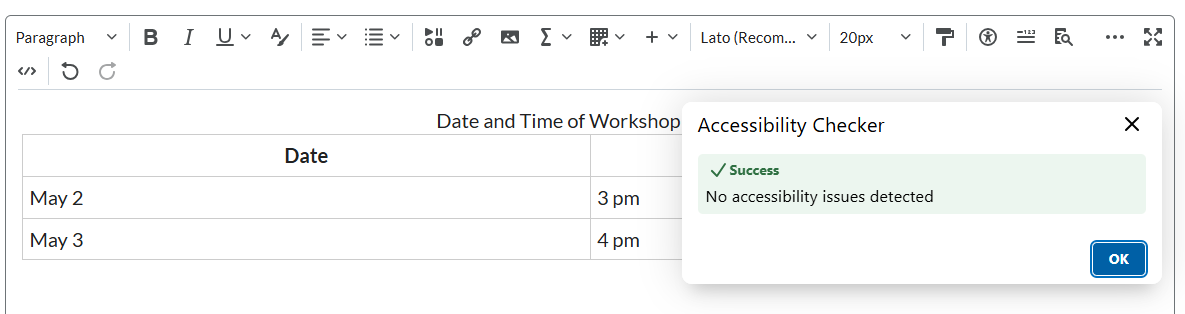 Paragraph B I U A Σ + Lato (Recom... 20px =123 ...
</>
Date and Time of Workshop
Accessibility Checker
Date
Success
No accessibility issues detected
May 2 3 pm
May 3 4 pm
OK